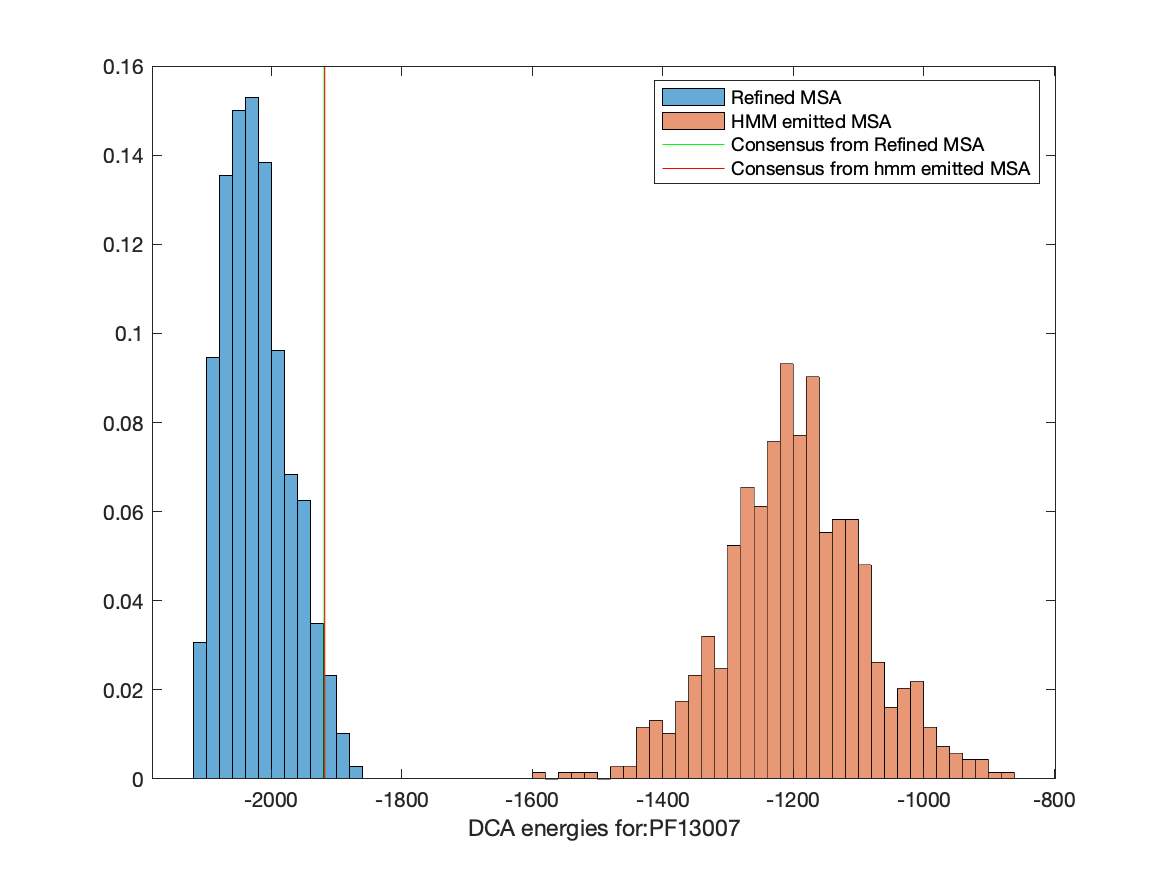 0.16
0.14
0.12
0.1
0.08
0.06
0.04
0.02
0
Refined MSA
HMM emitted MSA
Consensus from Refined MSA
Consensus from hmm emitted MSA
-2000 -1800 -1600 -1400 -1200 -1000 -800
DCA energies for:PF13007